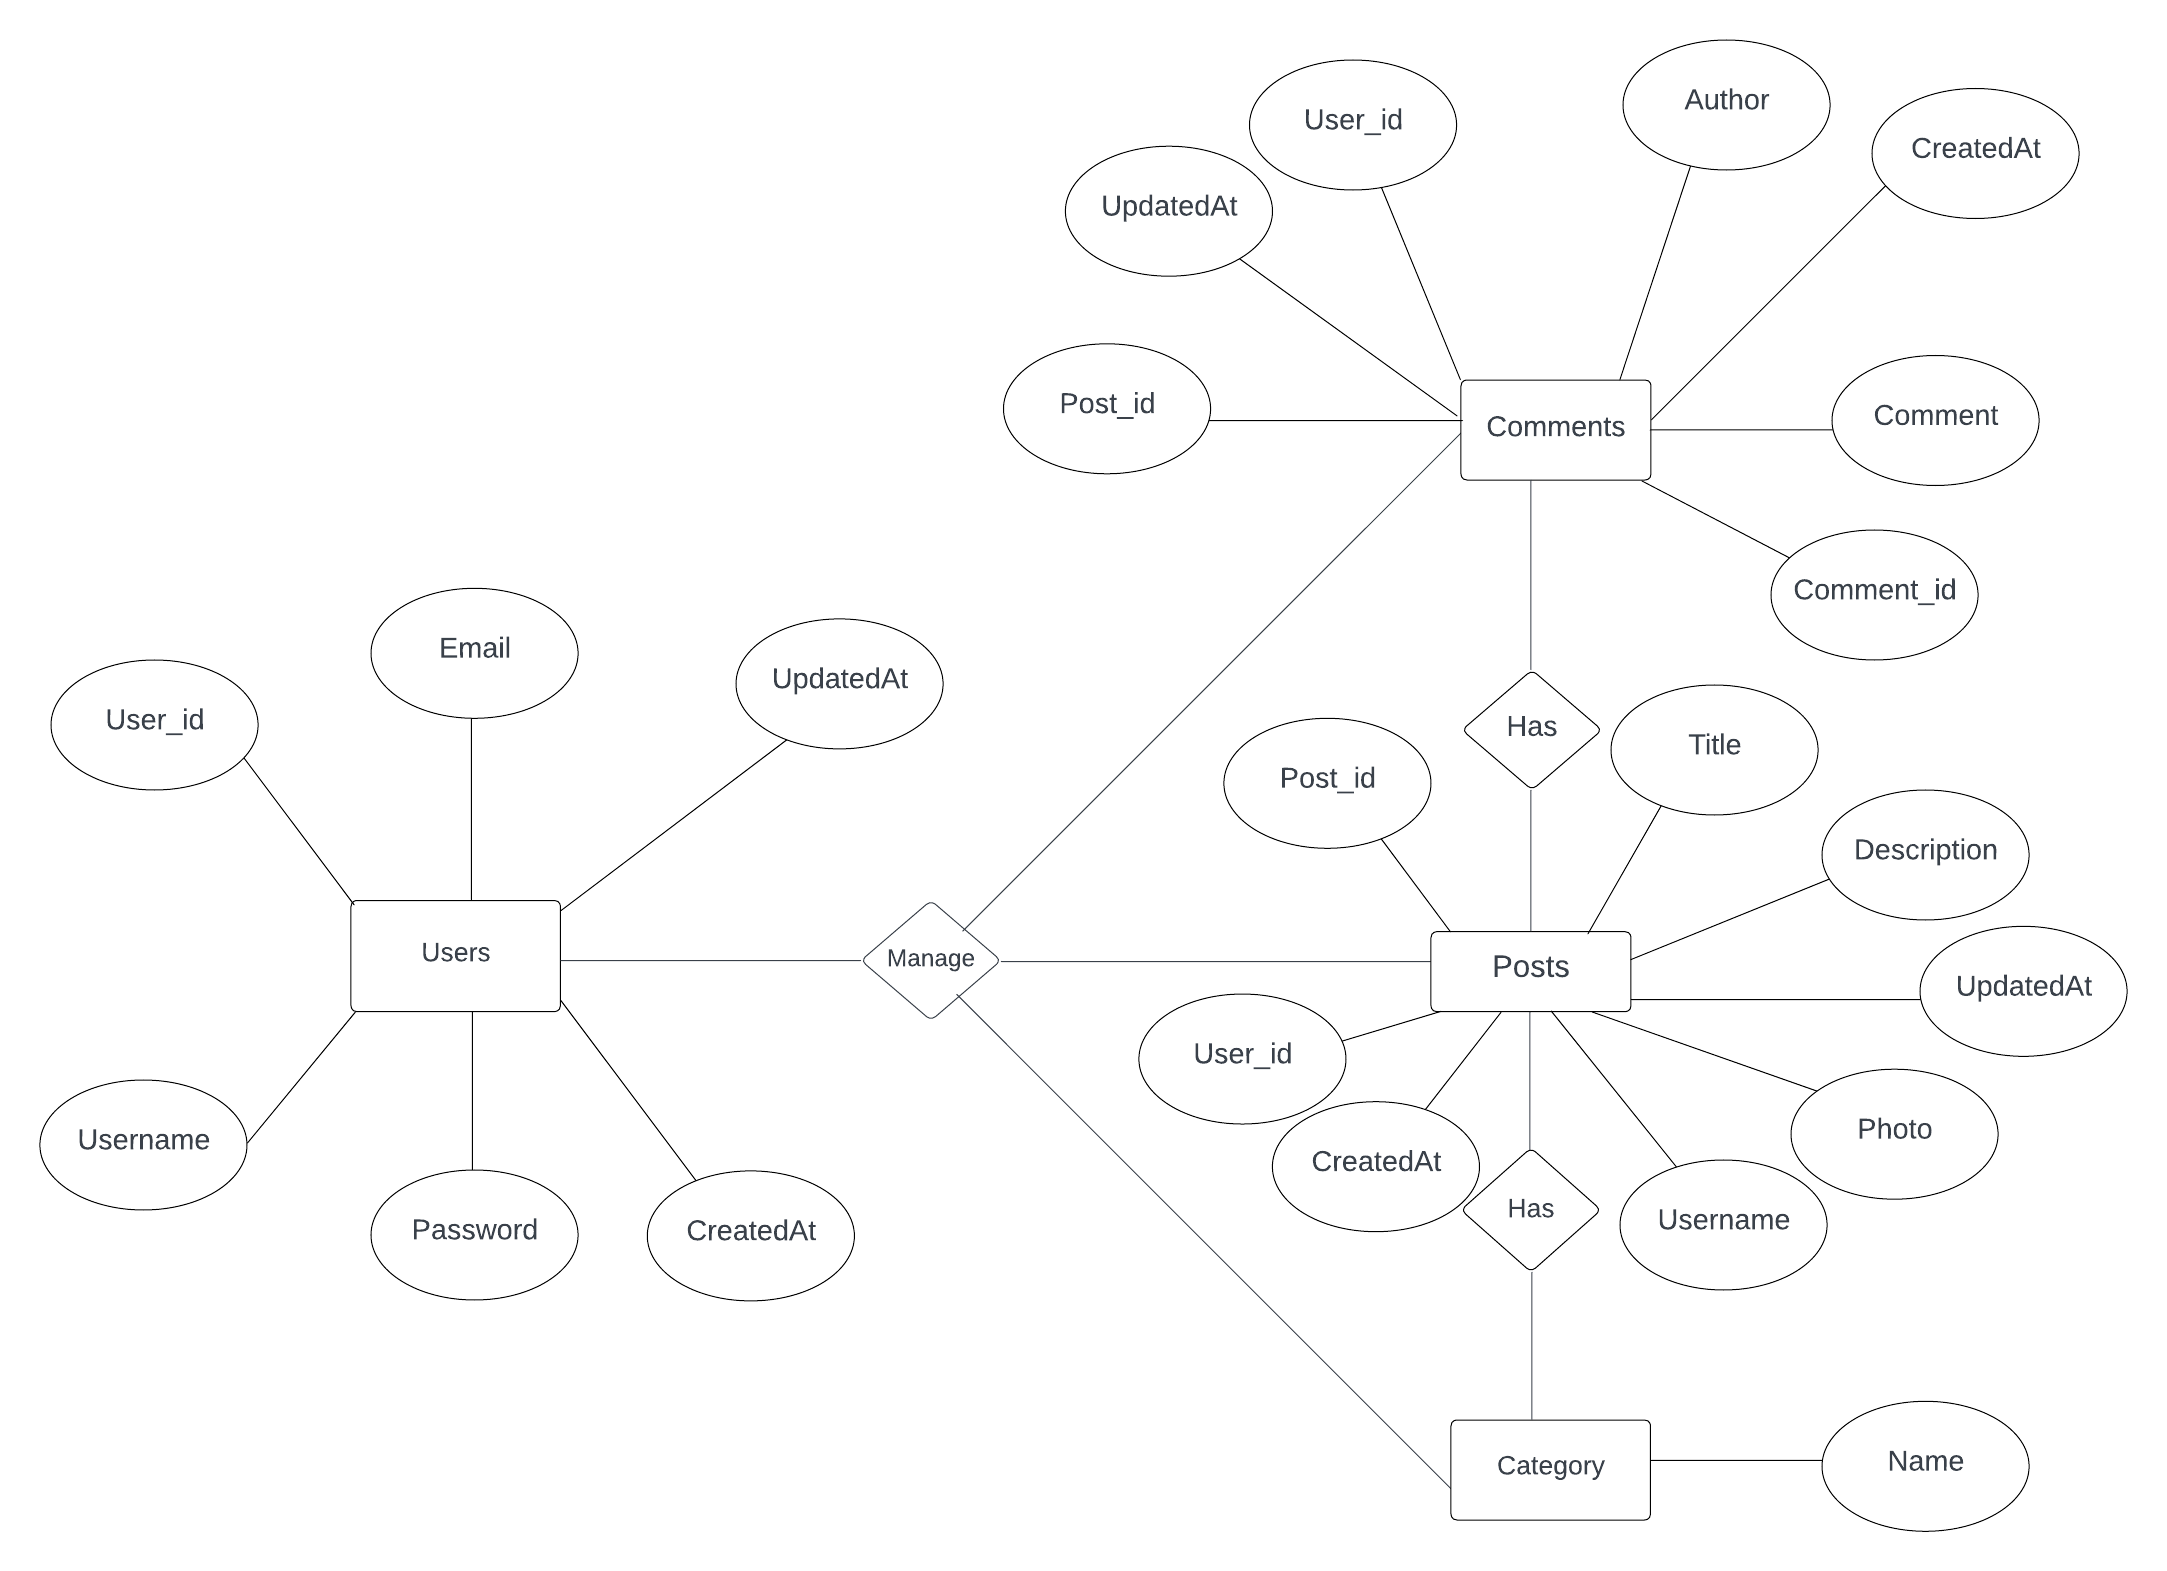 Author
User_id
CreatedAt
UpdatedAt
Post_id
Comments
Comment
Comment_id
Email
UpdatedAt
User_id
Has
Title
Post_id
Description
Users
Manage
Posts
UpdatedAt
User_id
Username
Password
CreatedAt
CreatedAt
Has
Photo
Username
Category
Name